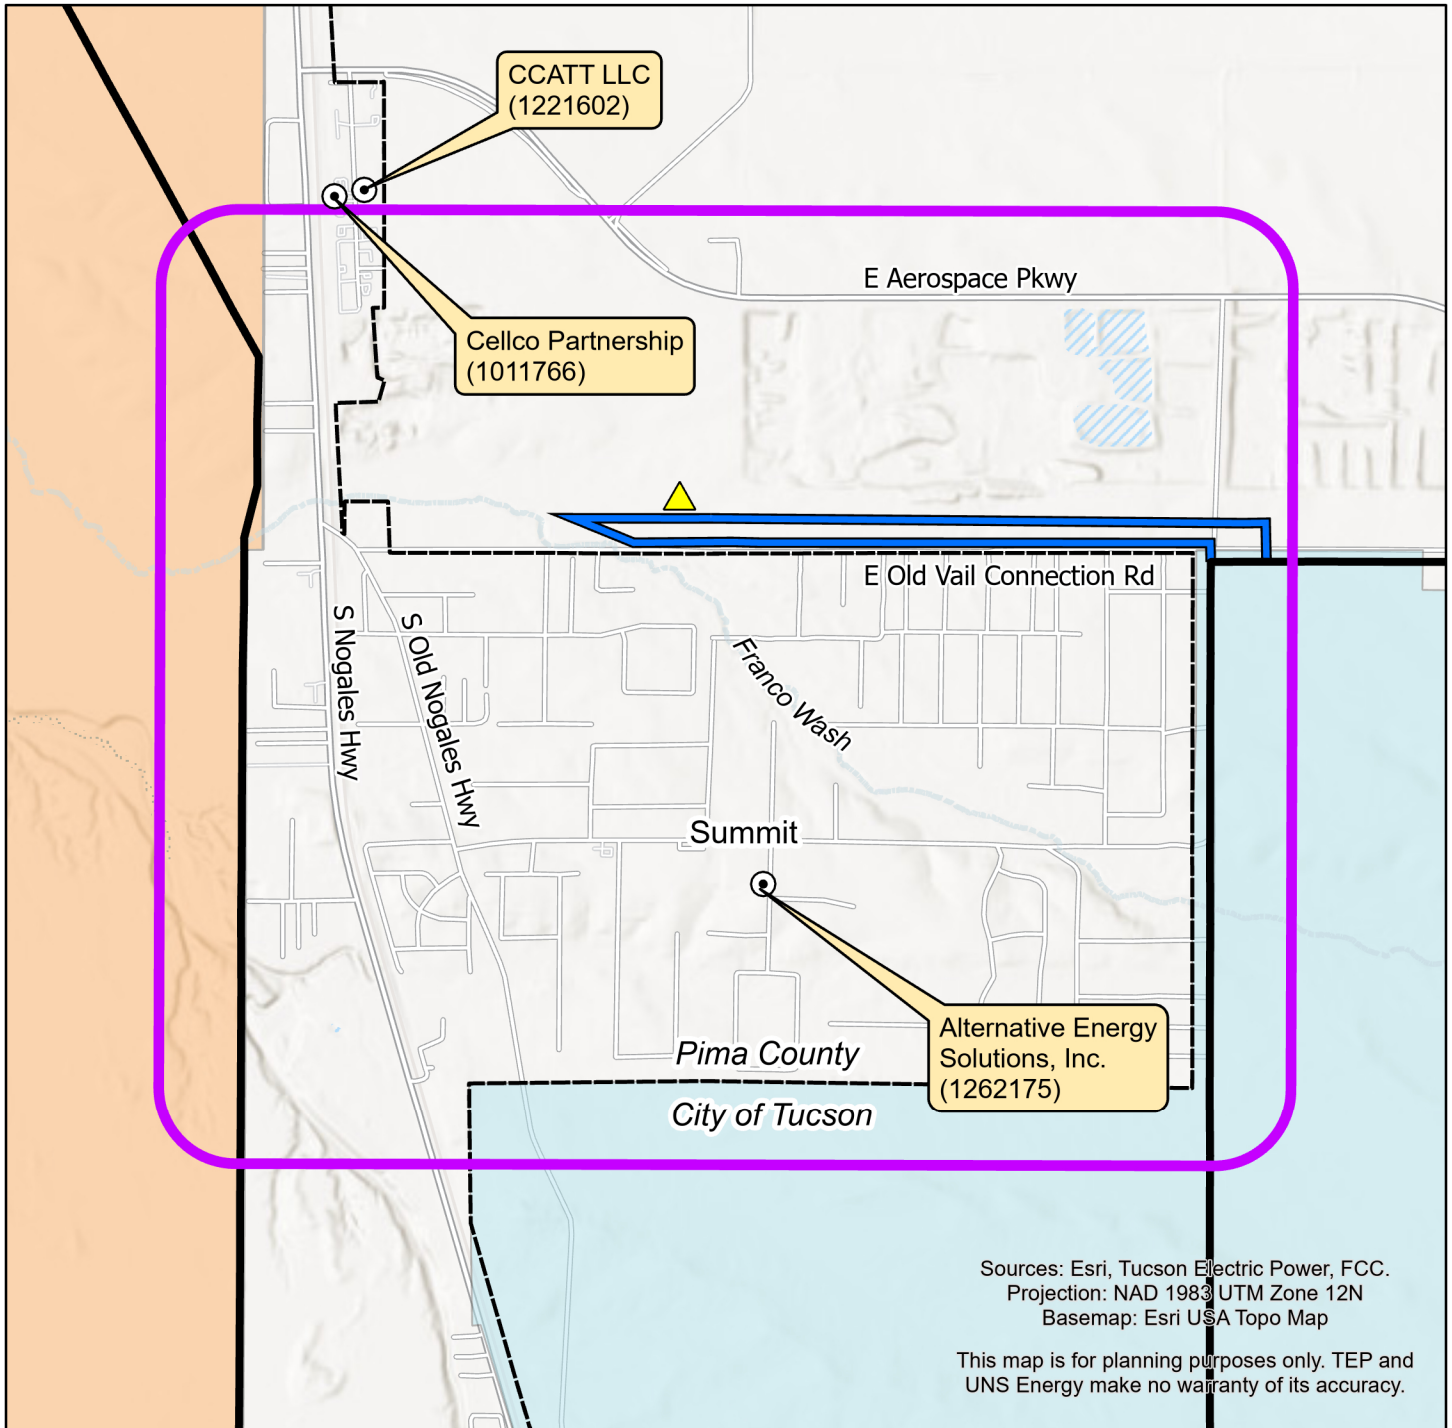 CCATT LLC
(1221602)
E Aerospace Pkwy
Cellco Partnership
(1011766)
E Old Vail Connection Rd
S Nogales Hwy
S Old Nogales Hwy
Franco Wash
Summit
Alternative Energy
Solutions, Inc.
(1262175)
Pima County
City of Tucson
Sources: Esri, Tucson Electric Power, FCC.
Projection: NAD 1983 UTM Zone 12N
Basemap: Esri USA Topo Map
This map is for planning purposes only. TEP and
UNS Energy make no warranty of its accuracy.